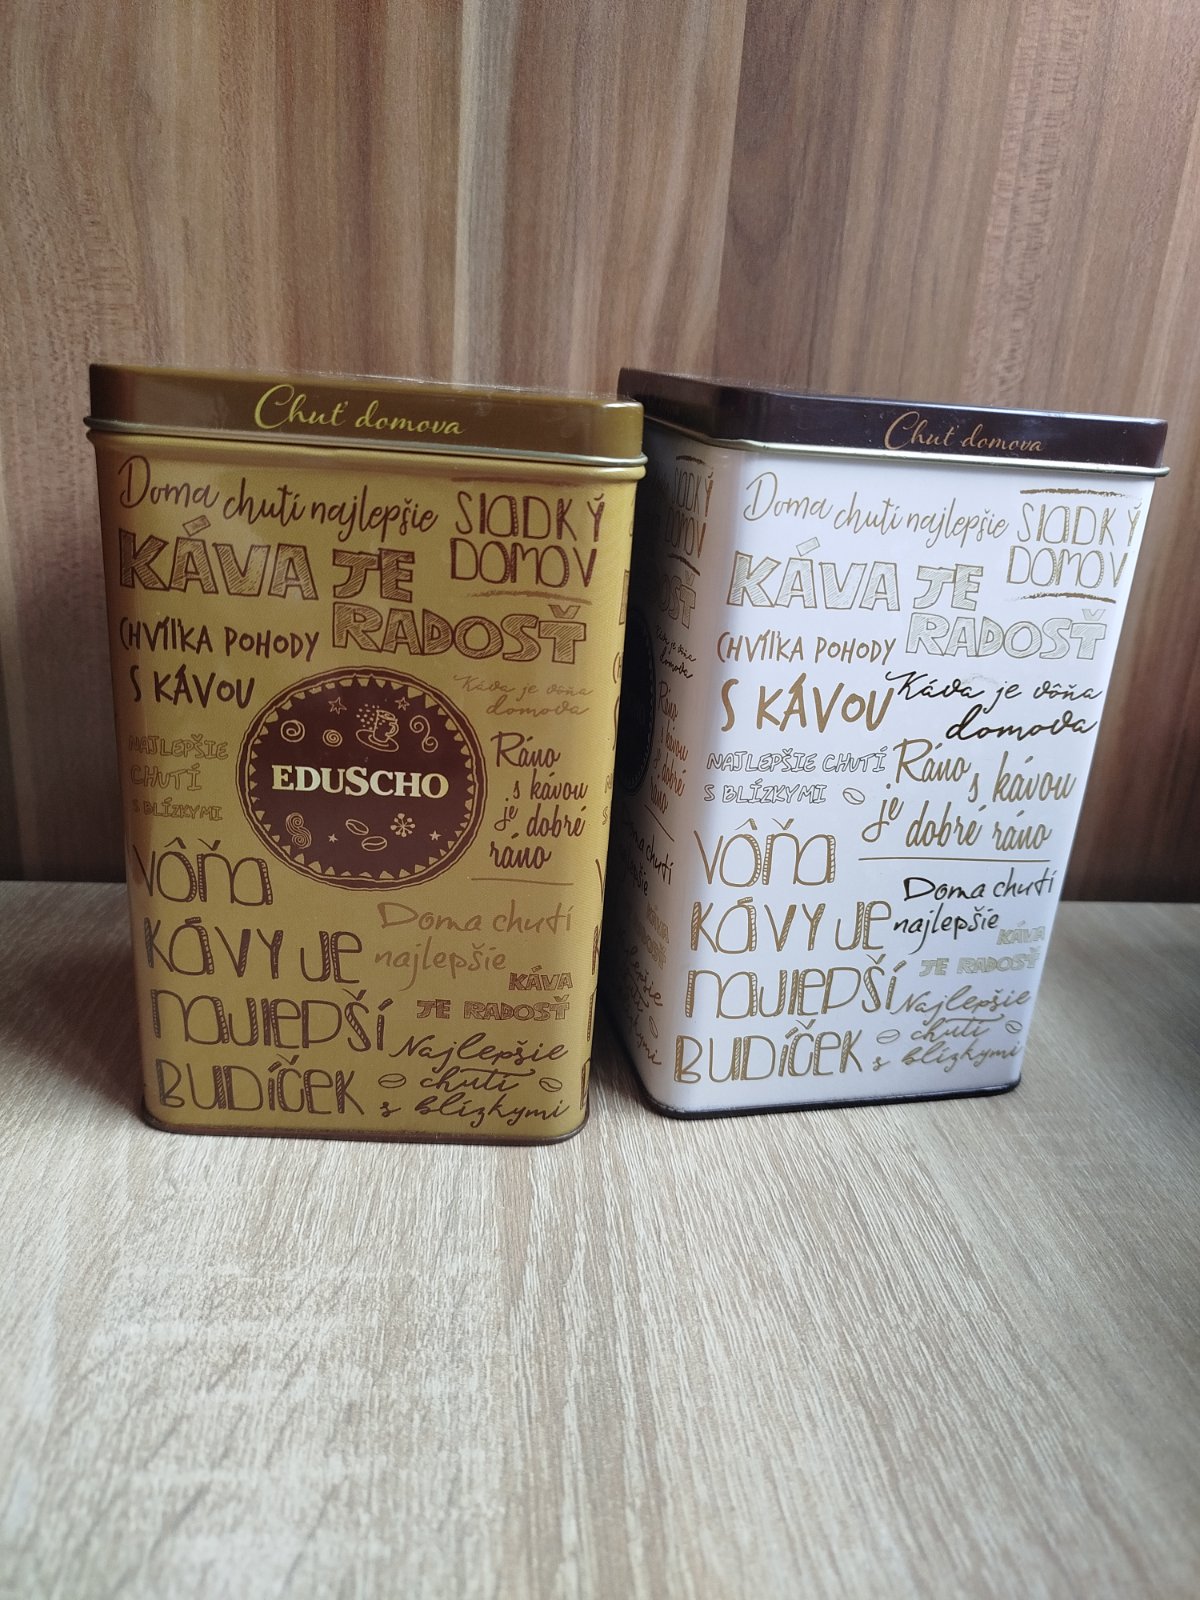 Chuť domova
Doma chutí najlepšie
SLADKÝ
DOMOV
KÁVA JE
RADOSŤ
CHVÍĽKA POHODY
S KÁVOU
Káva je vôňa
domova
NAJLEPŠIE
CHUTÍ
S BLÍZKYMI
EDUSCHO
Ráno
s kávou
je dobré
ráno
VÔŇA
KÁVY JE
NAJLEPŠÍ
BUDÍČEK
Doma chutí
najlepšie
KÁVA
JE RADOSŤ
Najlepšie
chutí
s blízkymi
Chuť domova
Doma chutí najlepšie
SLADKÝ
DOMOV
KÁVA JE
RADOSŤ
CHVÍĽKA POHODY
S KÁVOU
Káva je vôňa
domova
NAJLEPŠIE CHUTÍ
S BLÍZKYMI
Ráno s kávou
je dobré ráno
VÔŇA
KÁVY JE
NAJLEPŠÍ
BUDÍČEK
Doma chutí
najlepšie
KÁVA
JE RADOSŤ
Najlepšie
chutí
s blízkymi